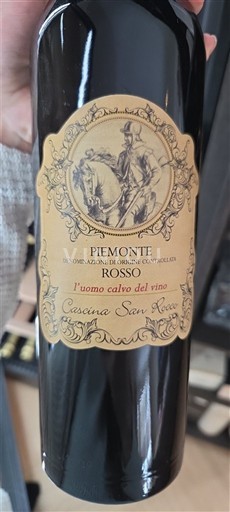 PIEMONTE
DENOMINAZIONE DI ORIGINE CONTROLLATA
ROSSO
l'uomo calvo del vino
Cascina San Rocco